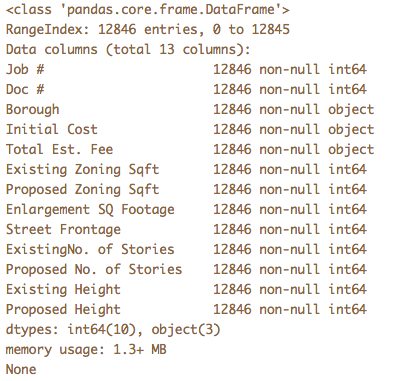 <class 'pandas.core.frame.DataFrame'>
RangeIndex: 12846 entries, 0 to 12845
Data columns (total 13 columns):
Job # 12846 non-null int64
Doc # 12846 non-null int64
Borough 12846 non-null object
Initial Cost 12846 non-null object
Total Est. Fee 12846 non-null object
Existing Zoning Sqft 12846 non-null int64
Proposed Zoning Sqft 12846 non-null int64
Enlargement SQ Footage 12846 non-null int64
Street Frontage 12846 non-null int64
ExistingNo. of Stories 12846 non-null int64
Proposed No. of Stories 12846 non-null int64
Existing Height 12846 non-null int64
Proposed Height 12846 non-null int64
dtypes: int64(10), object(3)
memory usage: 1.3+ MB
None